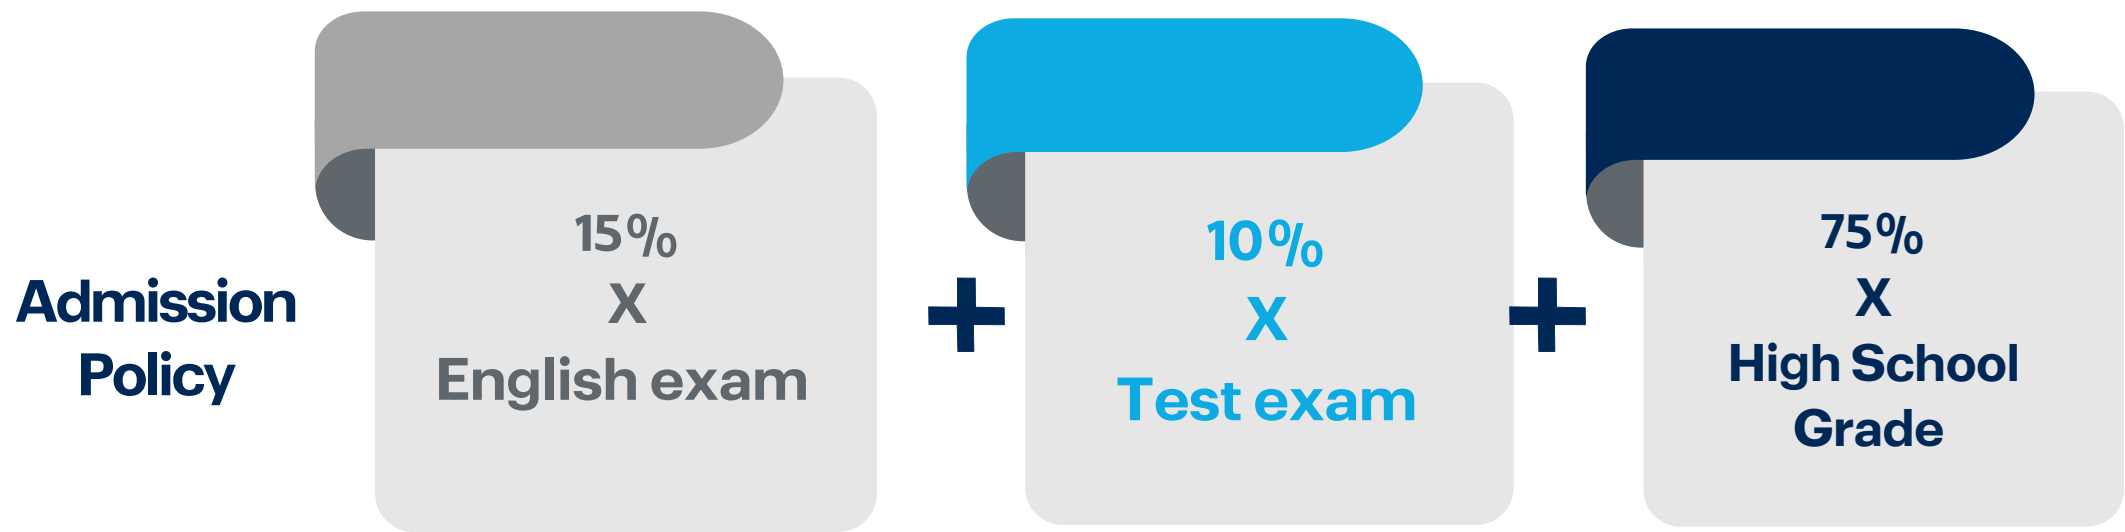 Admission
Policy
15%
X
English exam
+
10%
X
Test exam
+
75%
X
High School
Grade